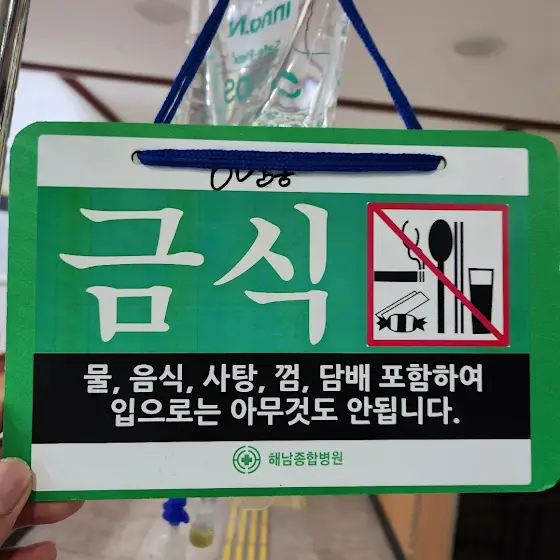 inno.N
금식
물, 음식, 사탕, 껌, 담배 포함하여
입으로는 아무것도 안됩니다.
해남종합병원